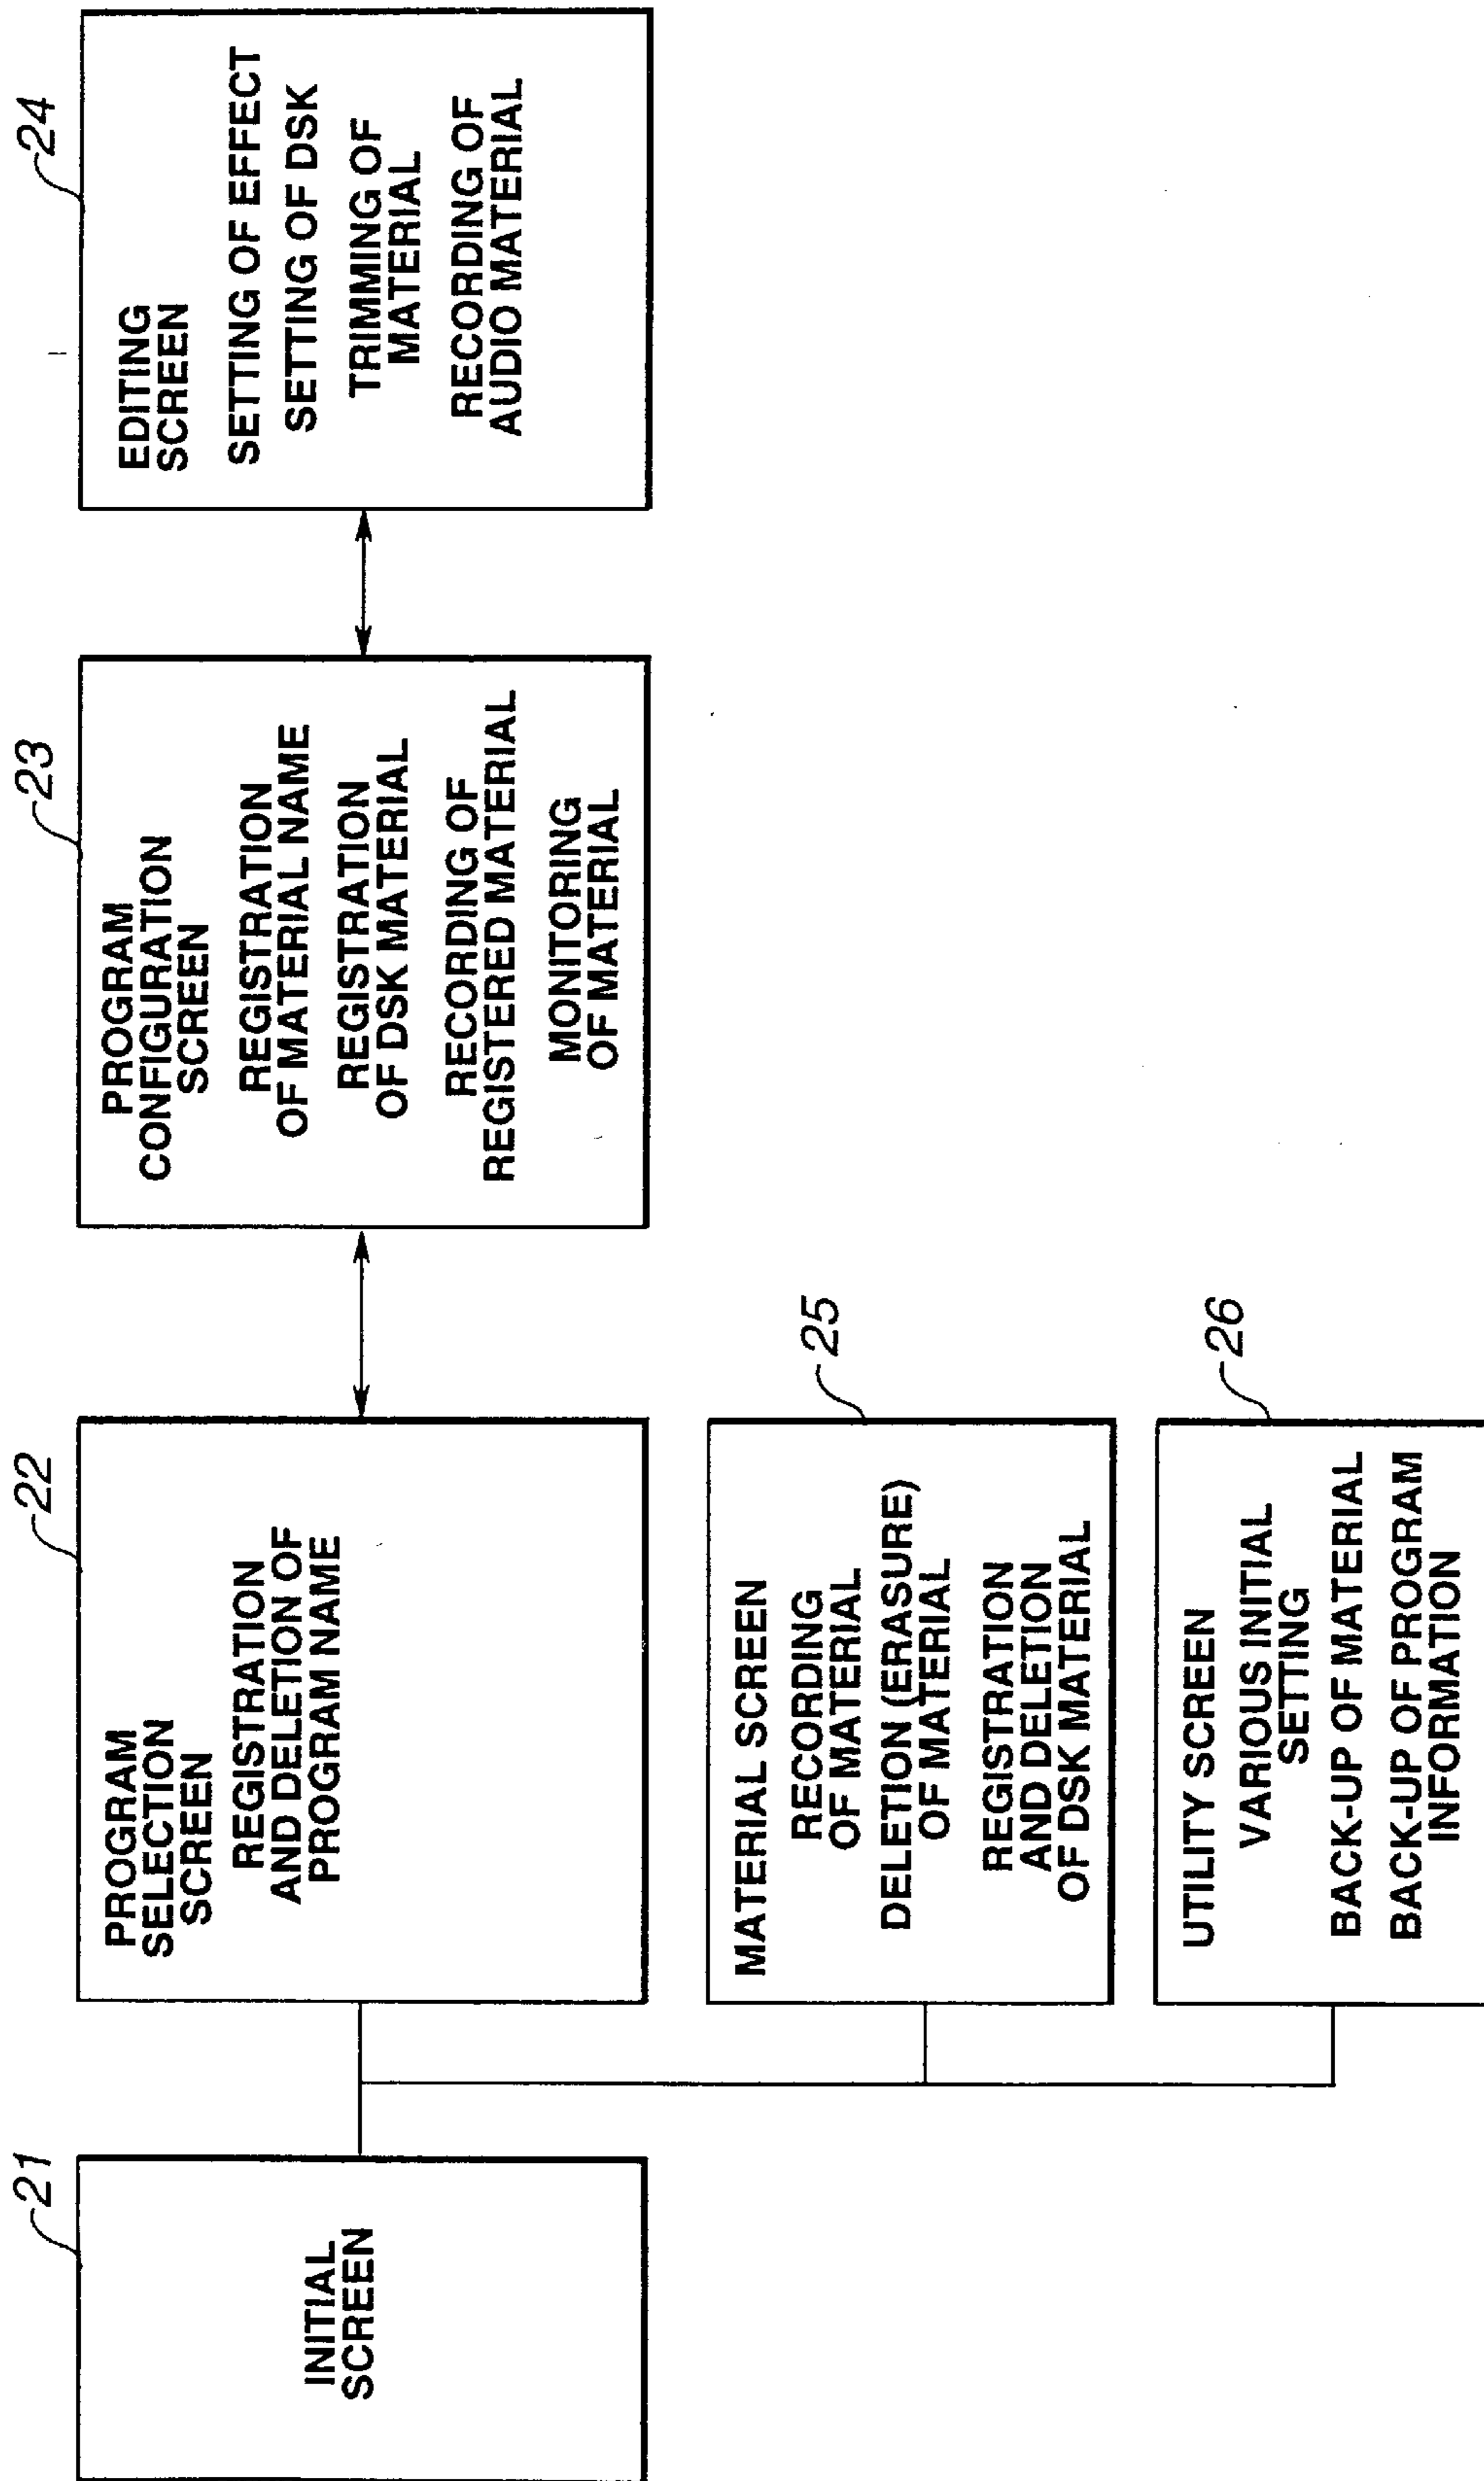 21
INITIAL
SCREEN
22
PROGRAM
SELECTION
SCREEN
REGISTRATION
AND DELETION OF
PROGRAM NAME
23
PROGRAM
CONFIGURATION
SCREEN
REGISTRATION
OF MATERIAL NAME
REGISTRATION
OF DSK MATERIAL
RECORDING OF
REGISTERED MATERIAL
MONITORING
OF MATERIAL
24
EDITING
SCREEN
SETTING OF EFFECT
SETTING OF DSK
TRIMMING OF
MATERIAL
RECORDING OF
AUDIO MATERIAL
25
MATERIAL SCREEN
RECORDING
OF MATERIAL
DELETION (ERASURE)
OF MATERIAL
REGISTRATION
AND DELETION
OF DSK MATERIAL
26
UTILITY SCREEN
VARIOUS INITIAL
SETTING
BACK-UP OF MATERIAL
BACK-UP OF PROGRAM
INFORMATION